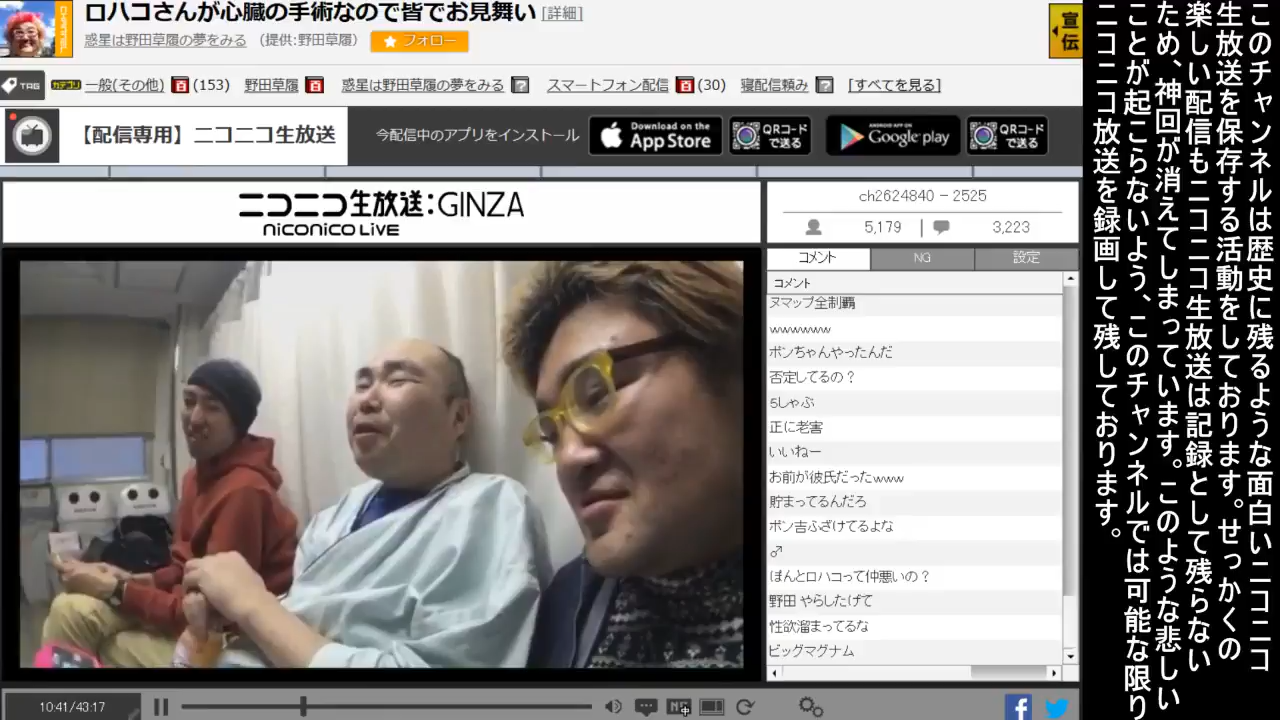 ロハコさんが心臓の手術なので皆でお見舞い [詳細]
惑星は野田草履の夢をみる (提供:野田草履) ★ フォロー
CHANNEL
宣伝
TAG カテゴリ 一般(その他) 百 (153) 野田草履 百 惑星は野田草履の夢をみる ? スマートフォン配信 百 (30) 寝配信頼み ? [すべてを見る]
【配信専用】ニコニコ生放送
今配信中のアプリをインストール
Download on the App Store
QRコードで送る
ANDROID APP ON Google play
QRコードで送る
ニコニコ生放送:GINZA
niconico LiVE
ch2624840 - 2525
5,179 | 3,223
コメント NG 設定
コメント
ヌマップ全制覇
wwwwww
ボンちゃんやったんだ
否定してるの？
5しゃぶ
正に老害
いいねー
お前が彼氏だったwww
貯まってるんだろ
ボン吉ふざけてるよな
♂
ぼんとロハコって仲悪いの？
野田 やらしたげて
性欲溜まってるな
ビッグマグナム
10:41/43:17
このチャンネルは歴史に残るような面白いニコニコ
生放送を保存する活動をしております。せっかくの
楽しい配信もニコニコ生放送は記録として残らない
ため、神回が消えてしまっています。このような悲しい
ことが起こらないよう、このチャンネルでは可能な限り
ニコニコ放送を録画して残しております。